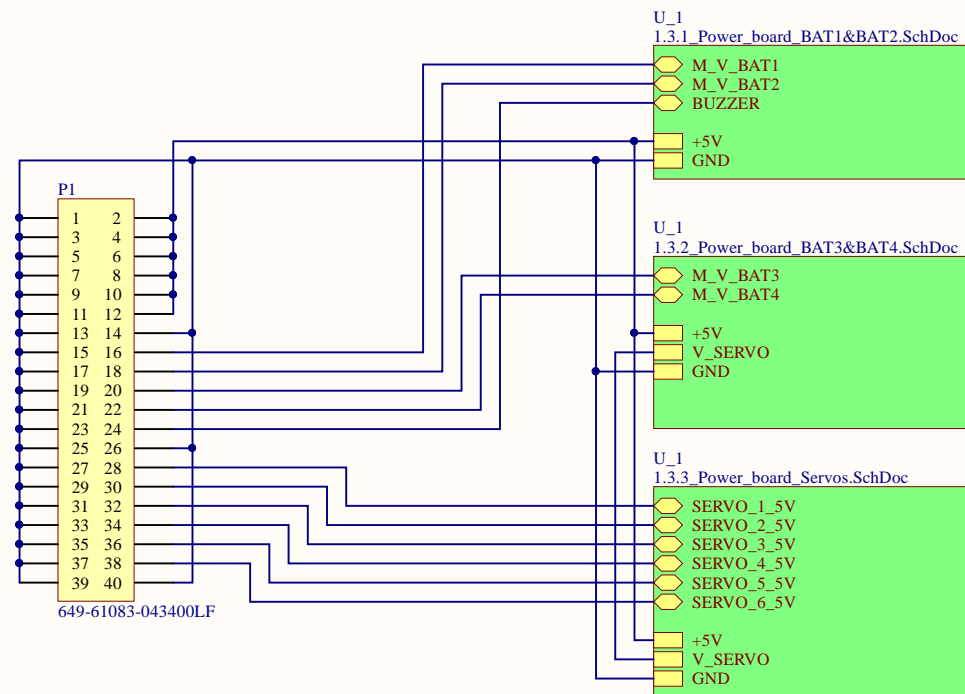 U_1
1.3.1_Power_board_BAT1&BAT2.SchDoc
M_V_BAT1
M_V_BAT2
BUZZER
+5V
GND
P1
1 2
3 4
5 6
7 8
9 10
11 12
13 14
15 16
17 18
19 20
21 22
23 24
25 26
27 28
29 30
31 32
33 34
35 36
37 38
39 40
649-61083-043400LF
U_1
1.3.2_Power_board_BAT3&BAT4.SchDoc
M_V_BAT3
M_V_BAT4
+5V
V_SERVO
GND
U_1
1.3.3_Power_board_Servos.SchDoc
SERVO_1_5V
SERVO_2_5V
SERVO_3_5V
SERVO_4_5V
SERVO_5_5V
SERVO_6_5V
+5V
V_SERVO
GND